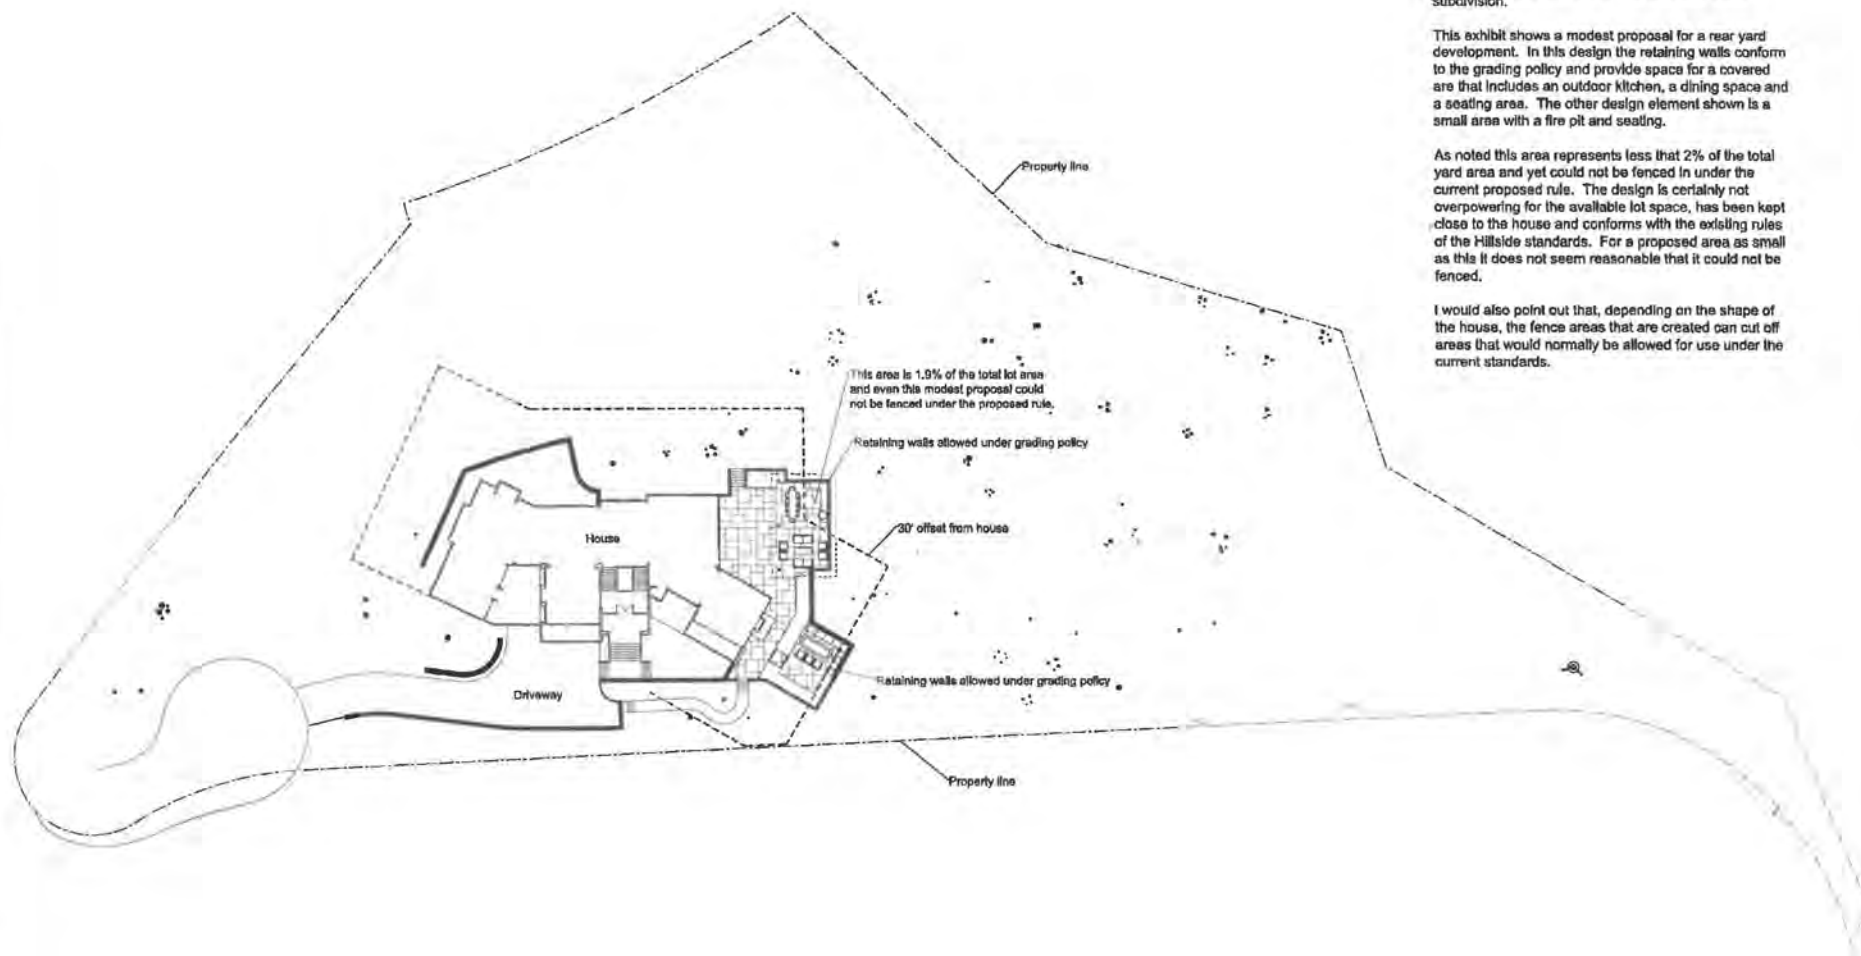 subdivision.
This exhibit shows a modest proposal for a rear yard
development. In this design the retaining walls conform
to the grading policy and provide space for a covered
are that includes an outdoor kitchen, a dining space and
a seating area. The other design element shown is a
small area with a fire pit and seating.
As noted this area represents less that 2% of the total
yard area and yet could not be fenced in under the
current proposed rule. The design is certainly not
overpowering for the available lot space, has been kept
close to the house and conforms with the existing rules
of the Hillside standards. For a proposed area as small
as this it does not seem reasonable that it could not be
fenced.
I would also point out that, depending on the shape of
the house, the fence areas that are created can cut off
areas that would normally be allowed for use under the
current standards.
Property line
This area is 1.9% of the total lot area
and even this modest proposal could
not be fenced under the proposed rule.
Retaining walls allowed under grading policy
30' offset from house
House
Retaining walls allowed under grading policy
Driveway
Property line